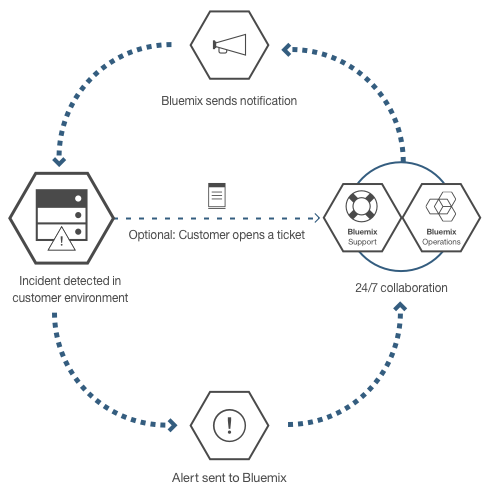 Bluemix sends notification
Optional: Customer opens a ticket
Bluemix
Support
Bluemix
Operations
!
Incident detected in
customer environment
24/7 collaboration
!
Alert sent to Bluemix